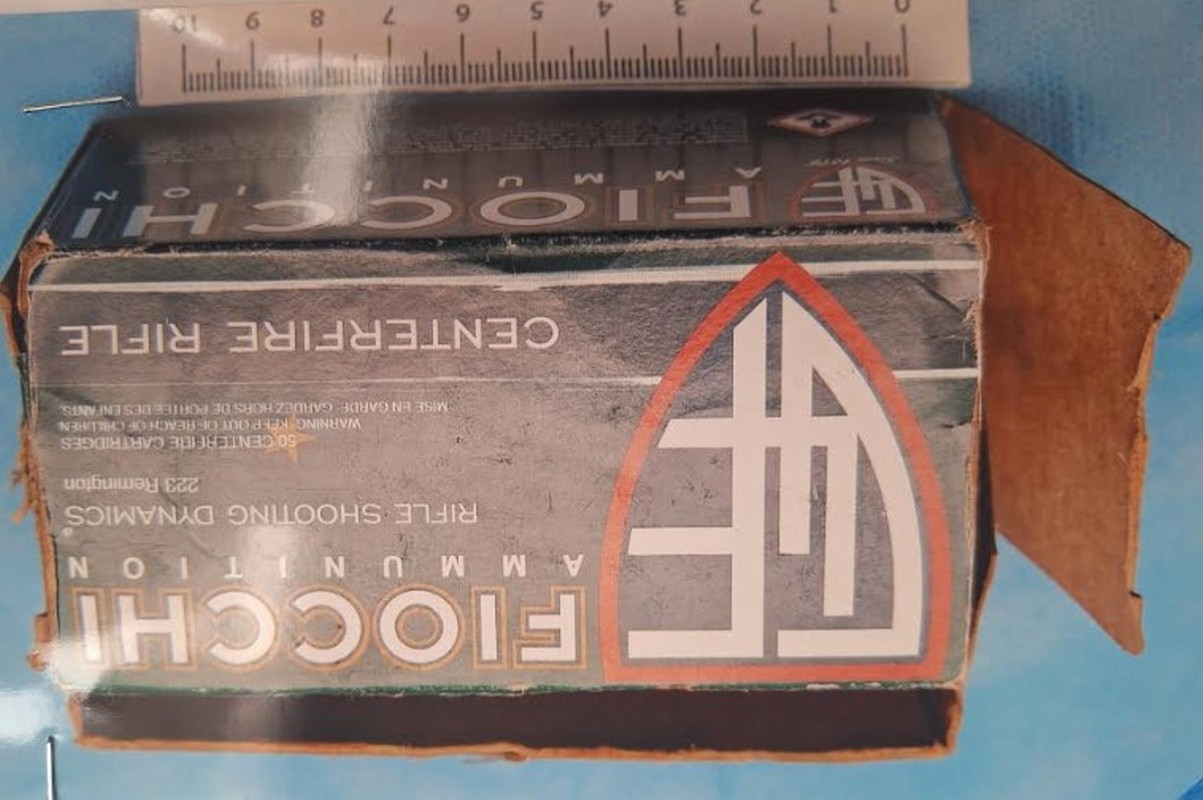 0 1 2 3 4 5 6 7 8 9 10
FIOCCHI
AMMUNITION
RIFLE SHOOTING DYNAMICS
223 Remington
50 CENTERFIRE CARTRIDGES
WARNING: KEEP OUT OF REACH OF CHILDREN
MISE EN GARDE- GARDEZ HORS DE PORTEE DES ENFANTS
CENTERFIRE RIFLE
FIOCCHI
AMMUNITION